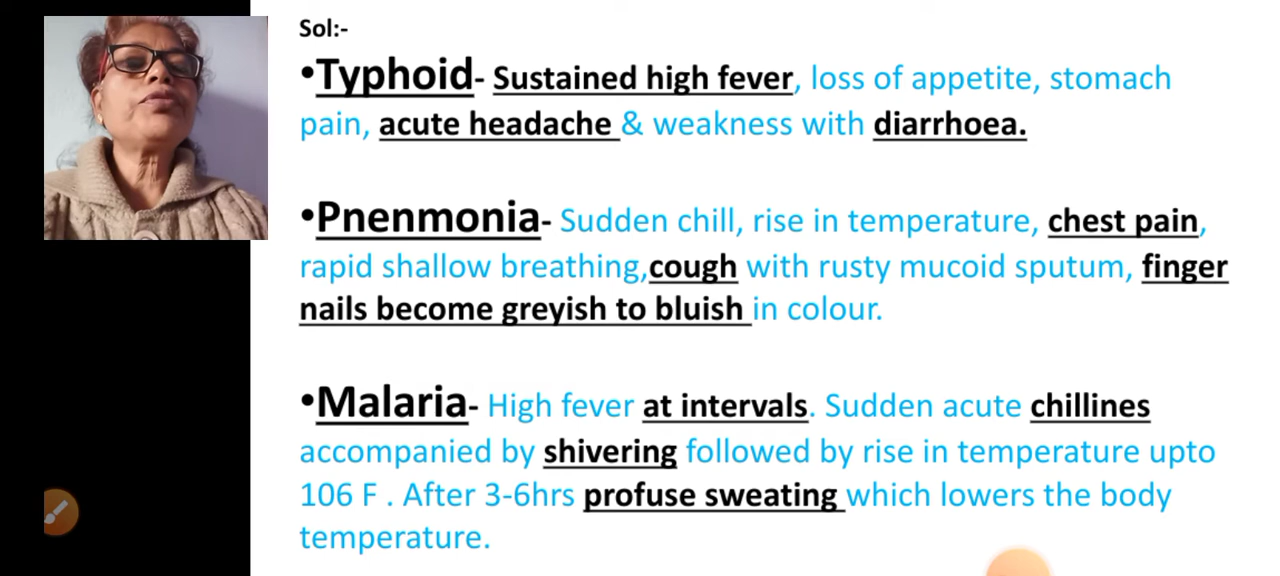 Sol:-
•Typhoid- Sustained high fever, loss of appetite, stomach
pain, acute headache & weakness with diarrhoea.
•Pnenmonia- Sudden chill, rise in temperature, chest pain,
rapid shallow breathing,cough with rusty mucoid sputum, finger
nails become greyish to bluish in colour.
•Malaria- High fever at intervals. Sudden acute chillines
accompanied by shivering followed by rise in temperature upto
106 F . After 3-6hrs profuse sweating which lowers the body
temperature.